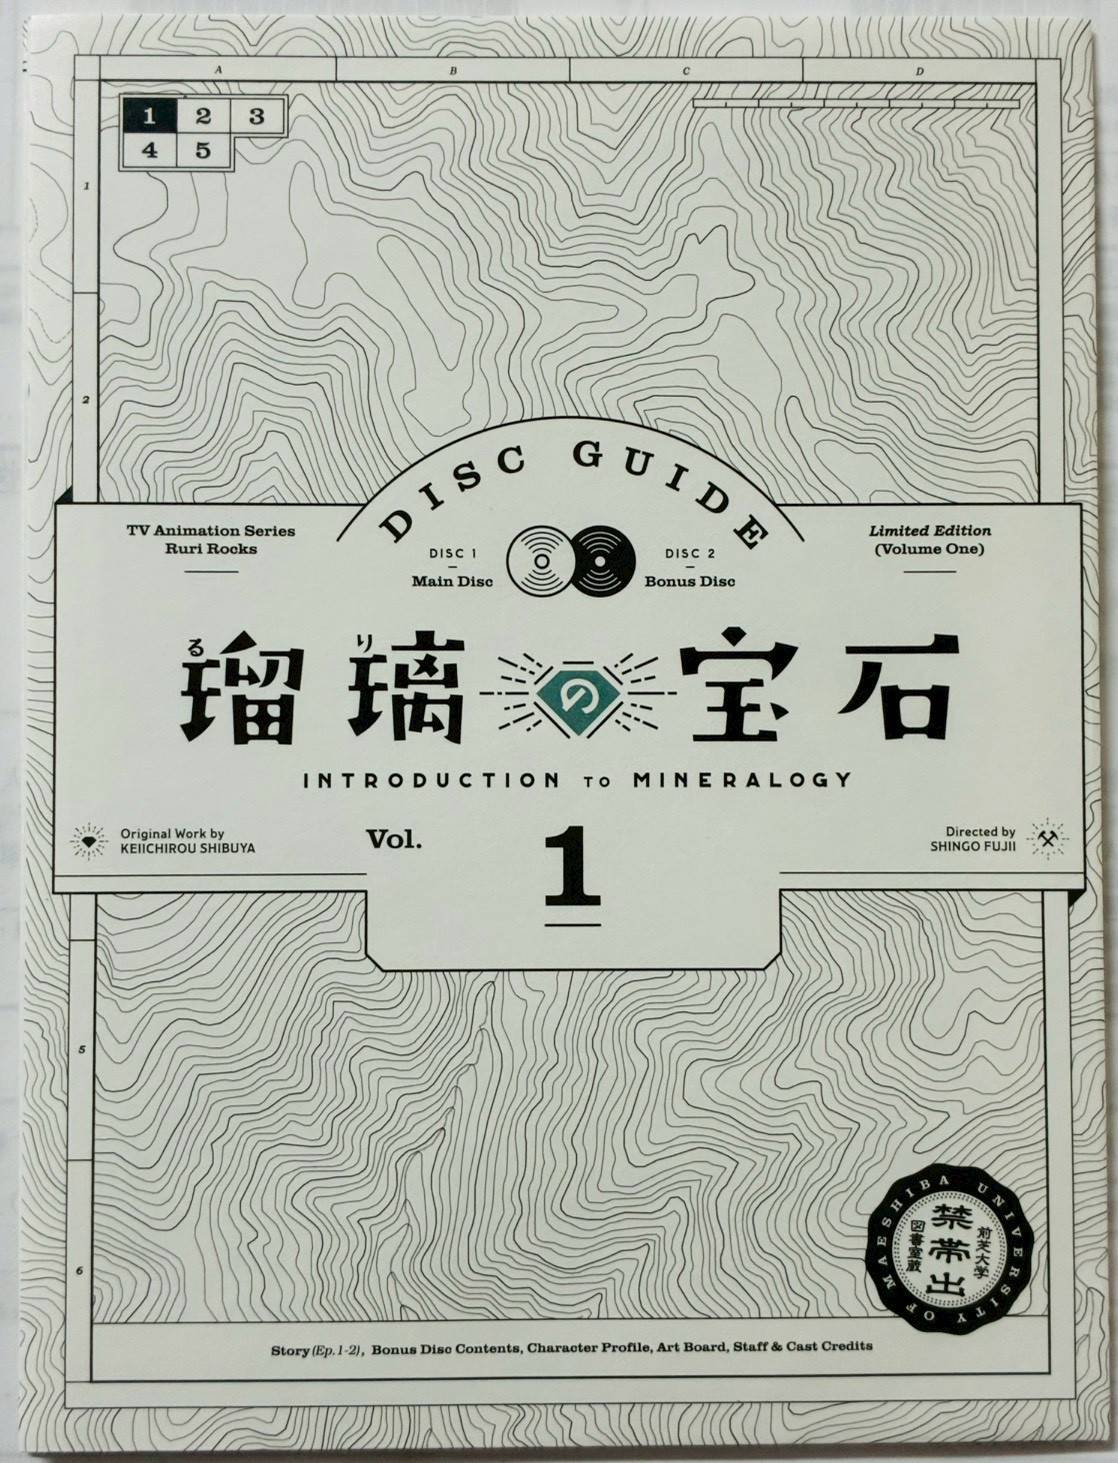 A B C D
1 2 3
4 5
1
2
DISC GUIDE
TV Animation Series
Ruri Rocks
DISC 1
Main Disc
DISC 2
Bonus Disc
Limited Edition
(Volume One)
る り
瑠璃の宝石
INTRODUCTION TO MINERALOGY
Original Work by
KEIICHIROU SHIBUYA
Vol.
1
Directed by
SHINGO FUJII
5
6
MAESHIBA UNIVERSITY OF
前芝大学
禁帯出
図書室蔵
Story (Ep. 1-2), Bonus Disc Contents, Character Profile, Art Board, Staff & Cast Credits